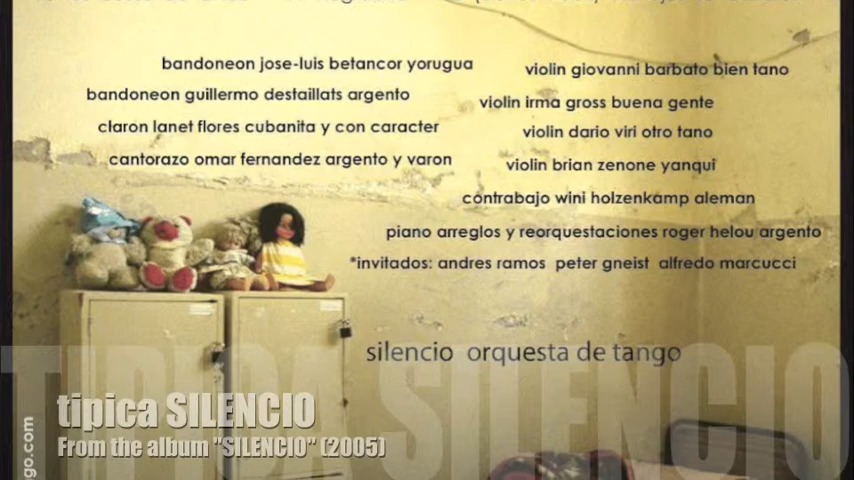 bandoneon jose-luis betancor yorugua
bandoneon guillermo destaillats argento
claron lanet flores cubanita y con caracter
cantorazo omar fernandez argento y varon
violin giovanni barbato bien tano
violin irma gross buena gente
violin dario viri otro tano
violin brian zenone yanqui
contrabajo wini holzenkamp aleman
piano arreglos y reorquestaciones roger helou argento
*invitados: andres ramos peter gneist alfredo marcucci
silencio orquesta de tango
TIPICA SILENCIO
tipica SILENCIO
From the album "SILENCIO" (2005)
go.com